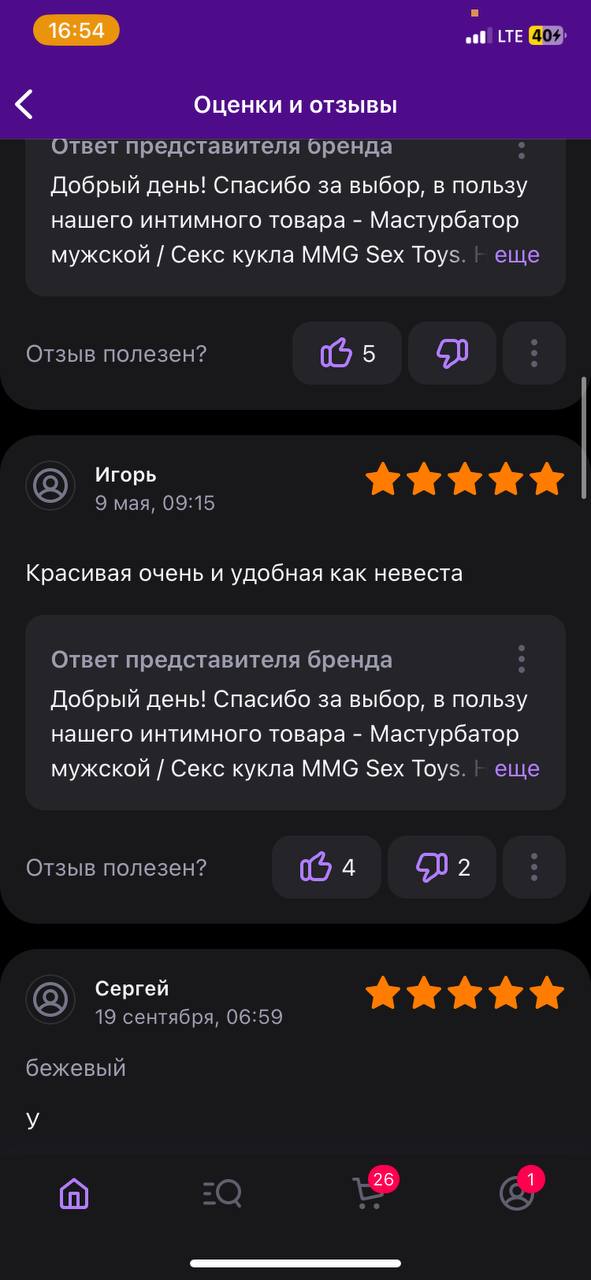 16:54
LTE 40
Оценки и отзывы
Ответ представителя бренда
Добрый день! Спасибо за выбор, в пользу
нашего интимного товара - Мастурбатор
мужской / Секс кукла MMG Sex Toys. Н еще
Отзыв полезен? 5
Игорь
9 мая, 09:15
Красивая очень и удобная как невеста
Ответ представителя бренда
Добрый день! Спасибо за выбор, в пользу
нашего интимного товара - Мастурбатор
мужской / Секс кукла MMG Sex Toys. Н еще
Отзыв полезен? 4 2
Сергей
19 сентября, 06:59
бежевый
У
26 1